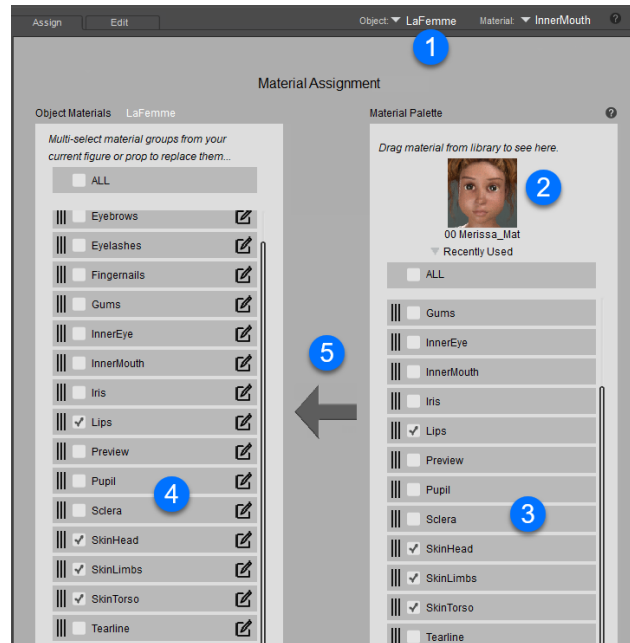 Assign Edit Object: LaFemme Material: InnerMouth ?
1
Material Assignment
Object Materials LaFemme
Multi-select material groups from your
current figure or prop to replace them...
ALL
Eyebrows
Eyelashes
Fingernails
Gums
InnerEye
InnerMouth
Iris
Lips
Preview
Pupil
4
Sclera
SkinHead
SkinLimbs
SkinTorso
Tearline
5
Material Palette ?
Drag material from library to see here.
2
00 Merissa_Mat
Recently Used
ALL
Gums
InnerEye
InnerMouth
Iris
Lips
Preview
Pupil
Sclera
3
SkinHead
SkinLimbs
SkinTorso
Tearline